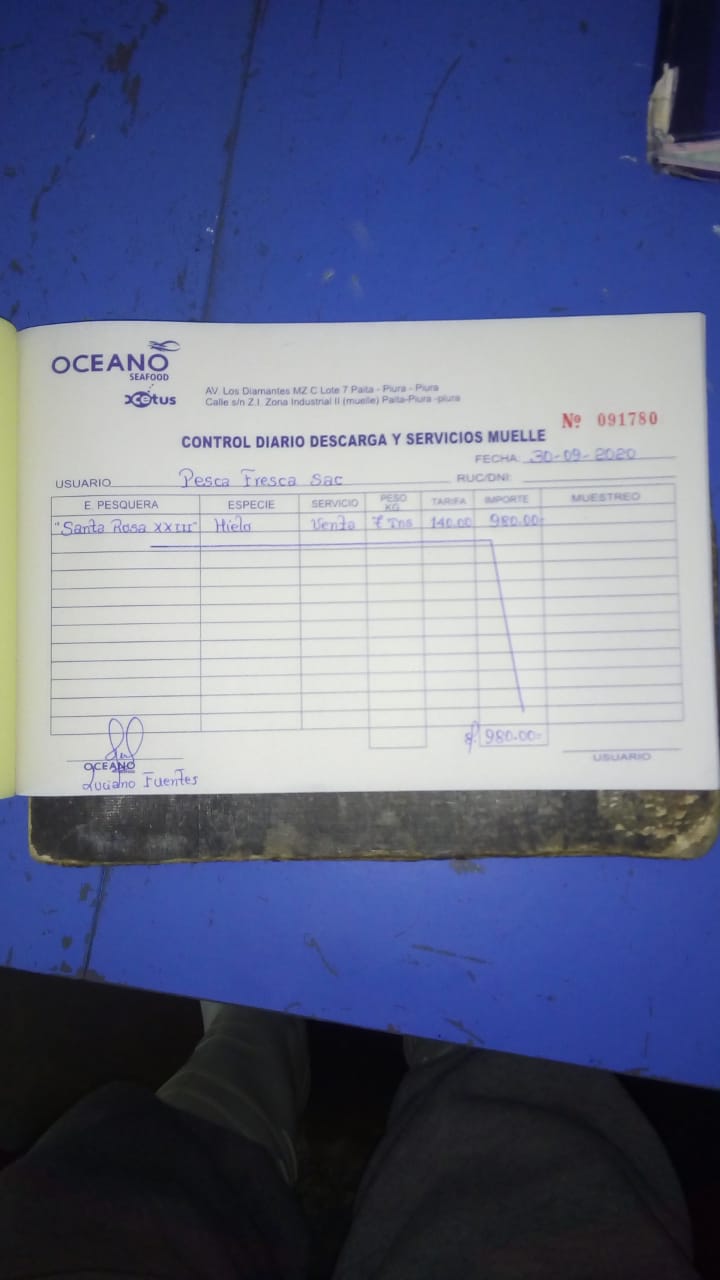 OCEANO
SEAFOOD
cetus
AV. Los Diamantes MZ C Lote 7 Paita - Piura - Piura
Calle s/n Z.I. Zona Industrial II (muelle) Paita-Piura -piura
Nº 091780
CONTROL DIARIO DESCARGA Y SERVICIOS MUELLE
FECHA: 30-09-2020
USUARIO Pesca Fresca Sac RUC/DNI:
E. PESQUERA ESPECIE SERVICIO PESO KG. TARIFA IMPORTE MUESTREO
"Santa Rosa XXIII" Hielo Venta 7 Tns 140.00 980.00-
980.00-
OCEANO USUARIO
Luciano Fuentes